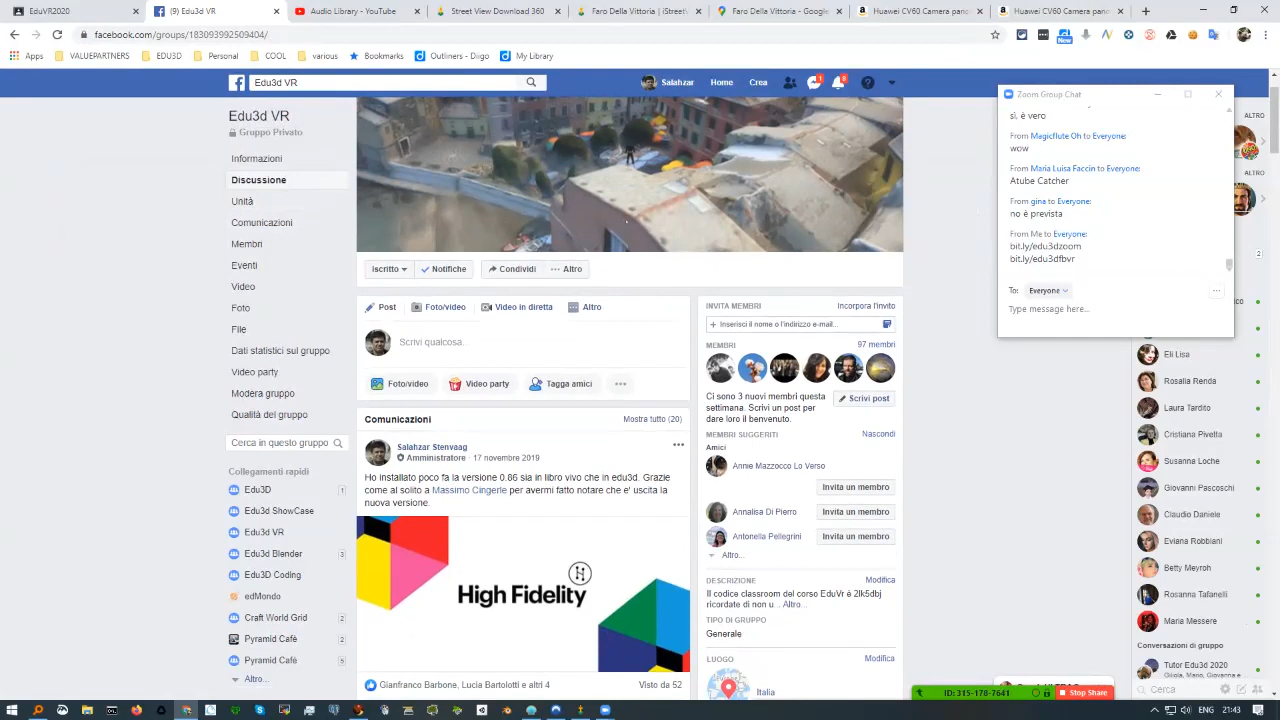 EduVR2020
(9) Edu3d VR
Audio Library - YouTube
Street View Download 360
Faro Della Vittoria | iStreetV
Faro Della Vittoria - Google
Huawei CV60 Camera pano
Huawei CV60 Camera pano
facebook.com/groups/183093992509404/
Apps
VALUEPARTNERS
EDU3D
Personal
COOL
various
Bookmarks
Outliners - Diigo
My Library
Edu3d VR
Salahzar
Home
Crea
1
8
Edu3d VR
Gruppo Privato
Informazioni
Discussione
Unità
Comunicazioni
Membri
Eventi
Video
Foto
File
Dati statistici sul gruppo
Video party
Modera gruppo
Qualità del gruppo
Cerca in questo gruppo
Collegamenti rapidi
Edu3D 1
Edu3D ShowCase
Edu3d VR
Edu3d Blender 3
Edu3D Coding
edMondo
Craft World Grid 2
Pyramid Cafè 2
Pyramid Cafè 5
Altro...
Iscritto
Notifiche
Condividi
Altro
Post
Foto/video
Video in diretta
Altro
Scrivi qualcosa...
Foto/video
Video party
Tagga amici
Comunicazioni
Mostra tutto (20)
Salahzar Stenvaag
Amministratore · 17 novembre 2019
Ho installato poco fa la versione 0.86 sia in libro vivo che in edu3d. Grazie
come al solito a Massimo Cingerle per avermi fatto notare che e' uscita la
nuova versione.
High Fidelity
Gianfranco Barbone, Lucia Bartolotti e altri 4
Visto da 52
INVITA MEMBRI
Incorpora l'invito
Inserisci il nome o l'indirizzo e-mail...
MEMBRI
97 membri
Ci sono 3 nuovi membri questa
settimana. Scrivi un post per
dare loro il benvenuto.
Scrivi post
MEMBRI SUGGERITI
Nascondi
Amici
Annie Mazzocco Lo Verso
Invita un membro
Annalisa Di Pierro
Invita un membro
Antonella Pellegrini
Invita un membro
Altro...
DESCRIZIONE
Modifica
Il codice classroom del corso EduVr è 2lk5dbj
ricordate di non u... Altro...
TIPO DI GRUPPO
Generale
LUOGO
Modifica
Italia
Zoom Group Chat
sì, è vero
From Magicflute Oh to Everyone:
wow
From Maria Luisa Faccin to Everyone:
Atube Catcher
From gina to Everyone:
no è prevista
From Me to Everyone:
bit.ly/edu3dzoom
bit.ly/edu3dfbvr
To: Everyone
Type message here...
ALTRO
ALTRO
2
Eli Lisa
Rosalia Renda
Laura Tardito
Cristiana Pivetta
Susanna Loche
Giovanni Pascoschi
Claudio Daniele
Eviana Robbiani
Betty Meyroh
Rosanna Tafanelli
Maria Messere
Conversazioni di gruppo
Tutor Edu3d 2020
Cerca
ID: 315-178-7641
Stop Share
21:43